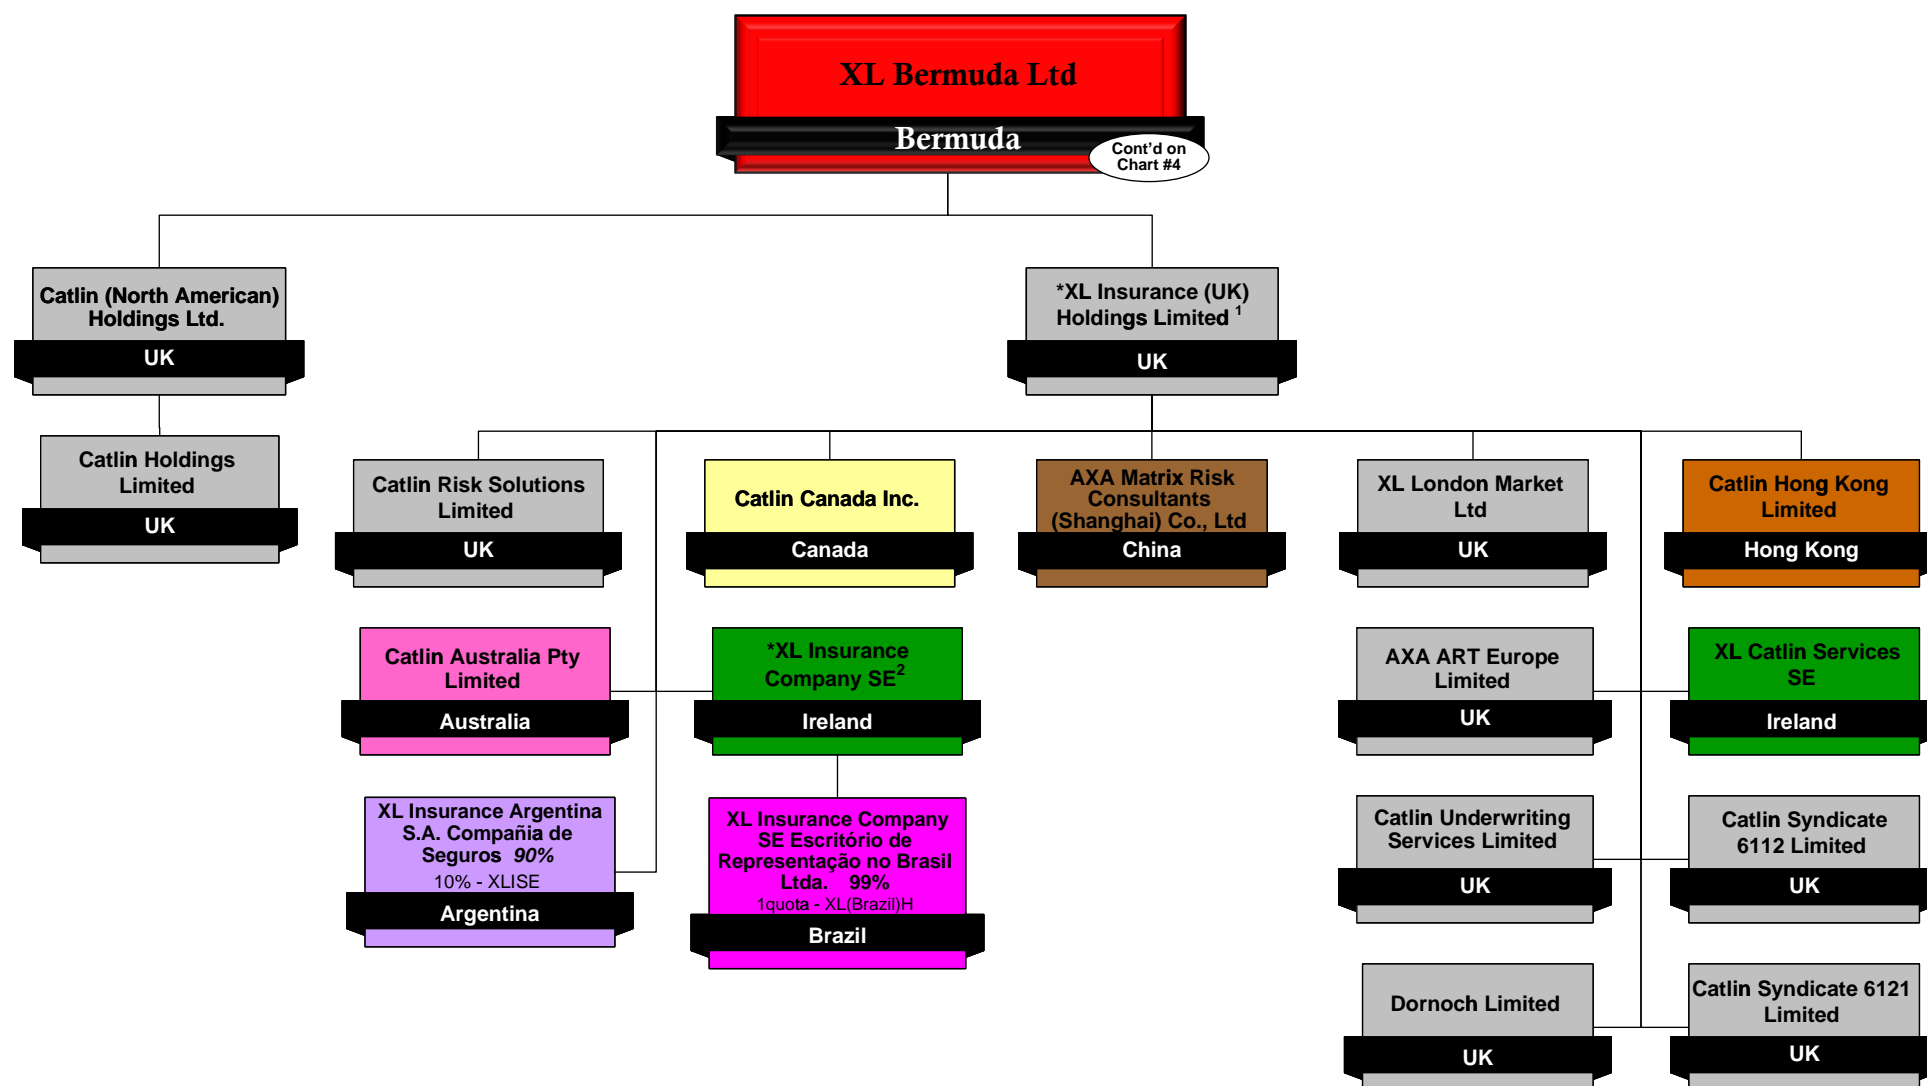 XL Bermuda Ltd
Bermuda
Cont'd on
Chart #4
Catlin (North American)
Holdings Ltd.
UK
*XL Insurance (UK)
Holdings Limited 1
UK
Catlin Holdings
Limited
UK
Catlin Risk Solutions
Limited
UK
Catlin Canada Inc.
Canada
AXA Matrix Risk
Consultants
(Shanghai) Co., Ltd
China
XL London Market
Ltd
UK
Catlin Hong Kong
Limited
Hong Kong
Catlin Australia Pty
Limited
Australia
*XL Insurance
Company SE2
Ireland
AXA ART Europe
Limited
UK
XL Catlin Services
SE
Ireland
XL Insurance Argentina
S.A. Compañia de
Seguros 90%
10% - XLISE
Argentina
XL Insurance Company
SE Escritório de
Representação no Brasil
Ltda. 99%
1quota - XL(Brazil)H
Brazil
Catlin Underwriting
Services Limited
UK
Catlin Syndicate
6112 Limited
UK
Dornoch Limited
UK
Catlin Syndicate 6121
Limited
UK